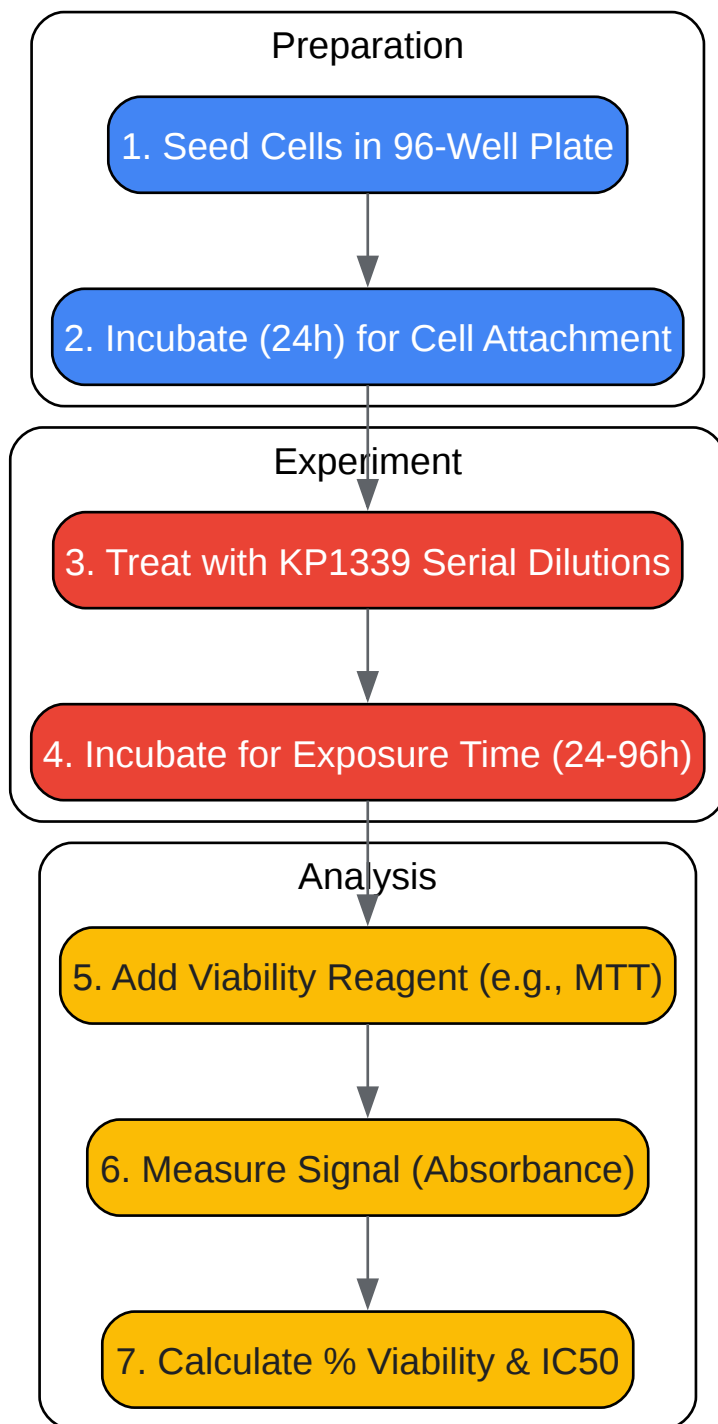 Preparation
1. Seed Cells in 96-Well Plate
2. Incubate (24h) for Cell Attachment
Experiment
3. Treat with KP1339 Serial Dilutions
4. Incubate for Exposure Time (24-96h)
Analysis
5. Add Viability Reagent (e.g., MTT)
6. Measure Signal (Absorbance)
7. Calculate % Viability & IC50